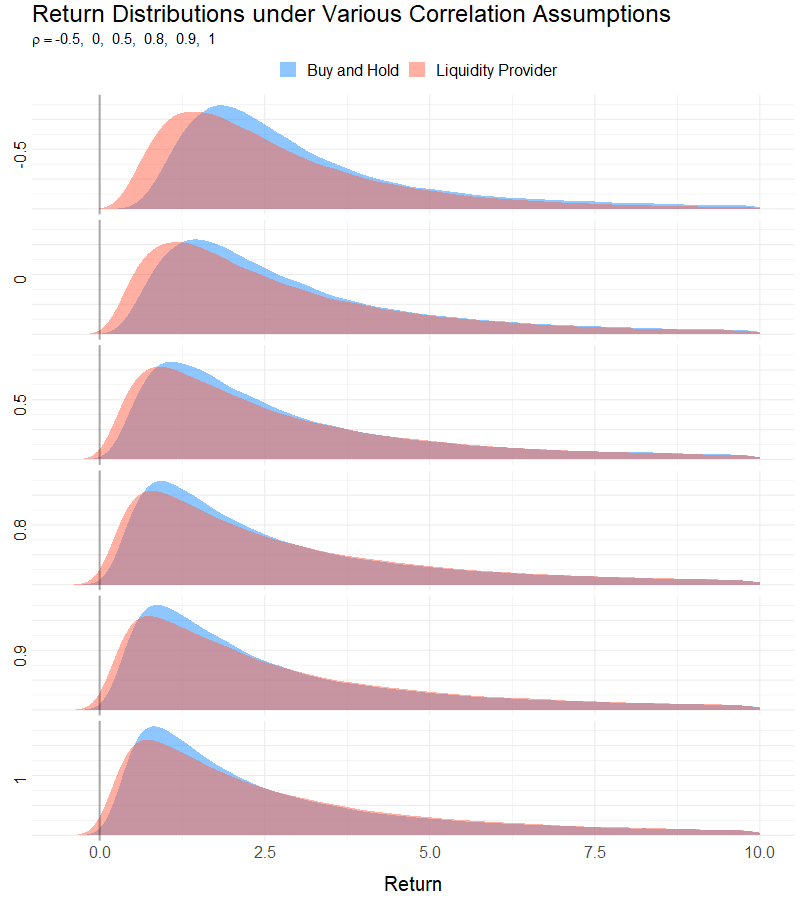 Return Distributions under Various Correlation Assumptions
ρ = -0.5, 0, 0.5, 0.8, 0.9, 1
Buy and Hold Liquidity Provider
-0.5
0
0.5
0.8
0.9
1
0.0 2.5 5.0 7.5 10.0
Return